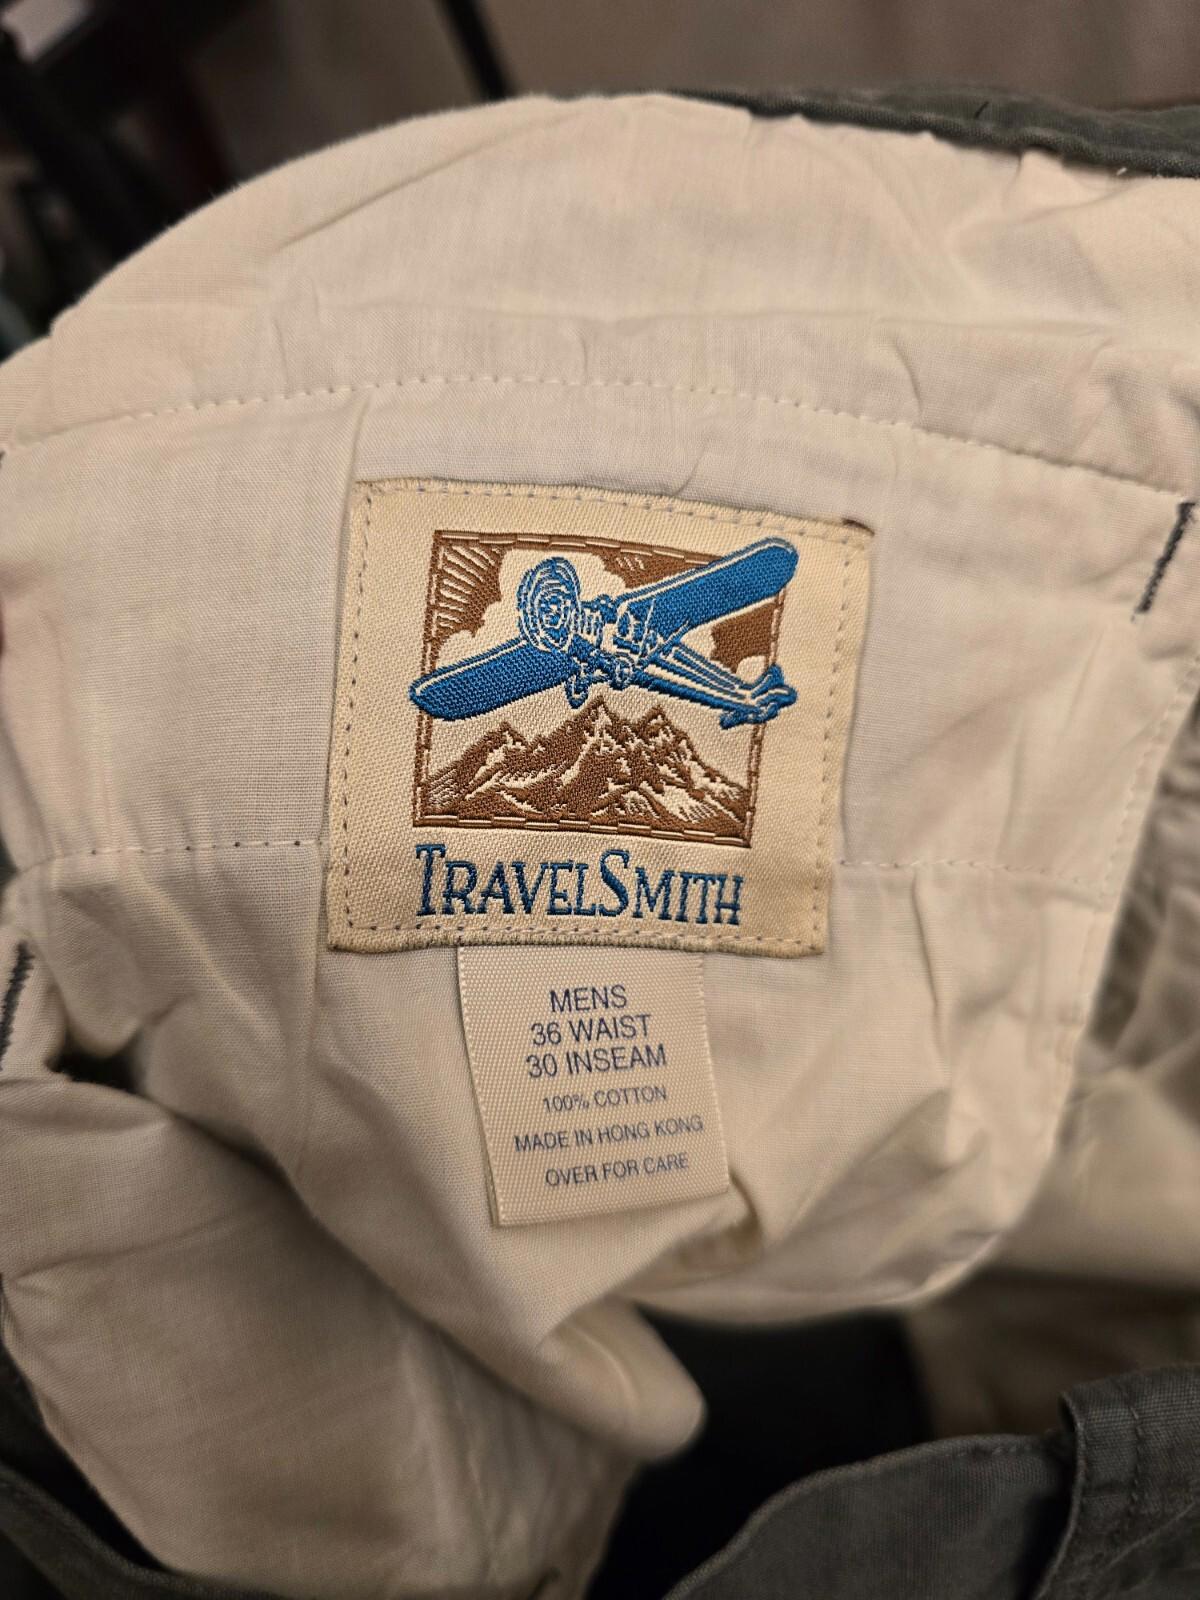 TRAVELSMITH
MENS
36 WAIST
30 INSEAM
100% COTTON
MADE IN HONG KONG
OVER FOR CARE